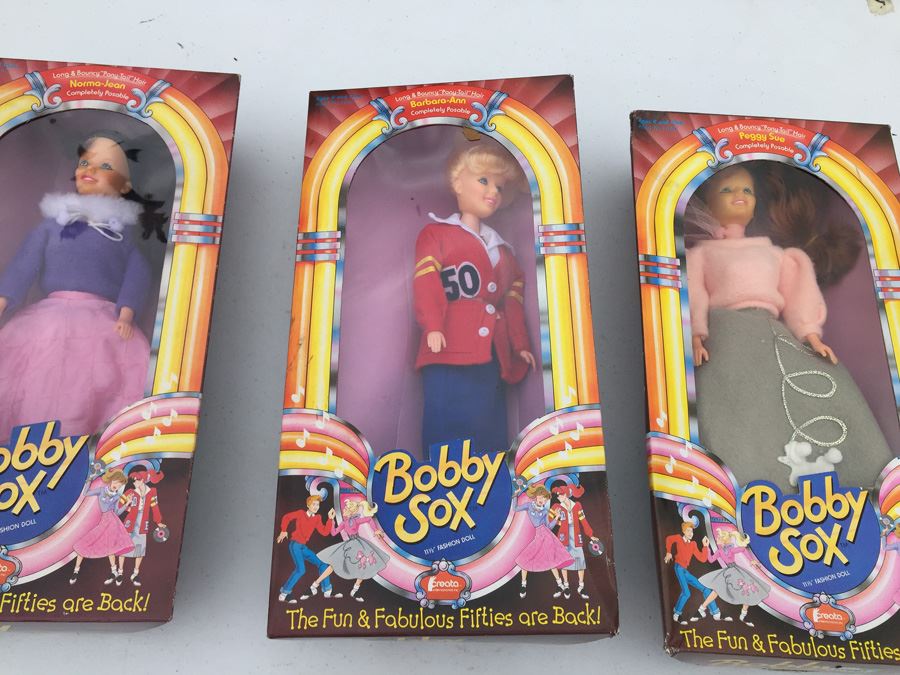 Long & Bouncy "Pony-Tail" Hair
Norma-Jean
Completely Posable
obby
ox
SHION DOLL
Fifties are Back!
Long & Bouncy "Pony-Tail" Hair
Barbara-Ann
Completely Posable
50
Bobby
Sox
11½" FASHION DOLL
Creata
The Fun & Fabulous Fifties are Back!
Long & Bouncy "Pony-Tail" Hair
Peggy Sue
Completely Posable
Bobby
Sox™
11½" FASHION DOLL
Creata
The Fun & Fabulous Fifties